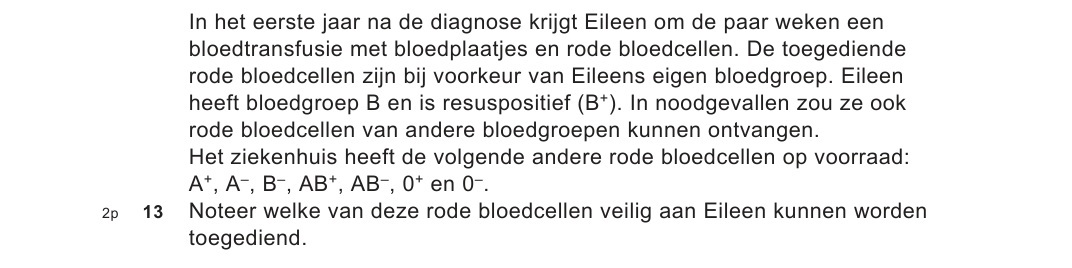 In het eerste jaar na de diagnose krijgt Eileen om de paar weken een
bloedtransfusie met bloedplaatjes en rode bloedcellen. De toegediende
rode bloedcellen zijn bij voorkeur van Eileens eigen bloedgroep. Eileen
heeft bloedgroep B en is resuspositief (B⁺). In noodgevallen zou ze ook
rode bloedcellen van andere bloedgroepen kunnen ontvangen.
Het ziekenhuis heeft de volgende andere rode bloedcellen op voorraad:
A⁺, A⁻, B⁻, AB⁺, AB⁻, 0⁺ en 0⁻.
2p 13 Noteer welke van deze rode bloedcellen veilig aan Eileen kunnen worden
toegediend.